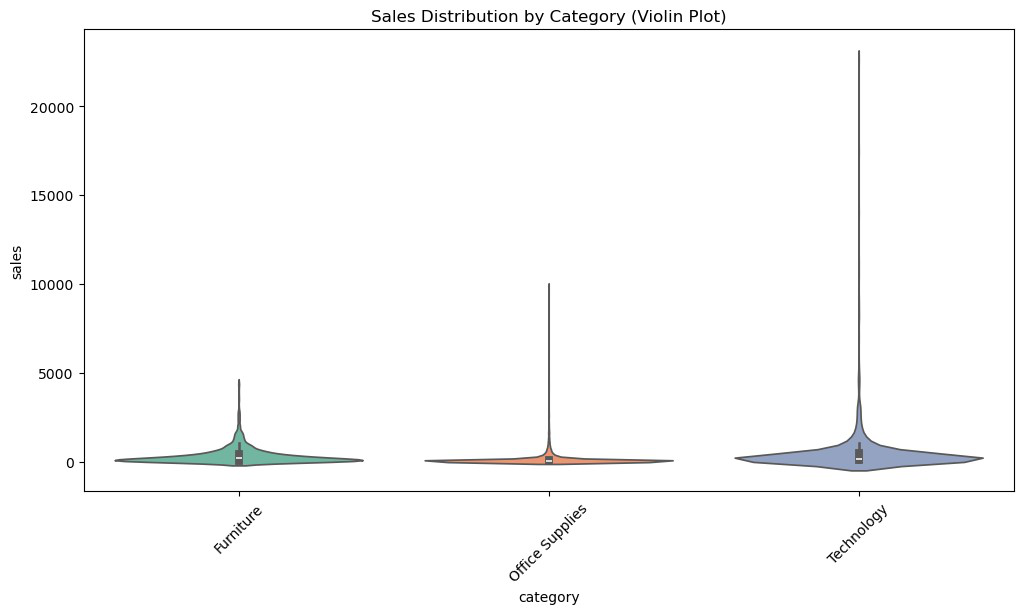 Sales Distribution by Category (Violin Plot)
sales
20000
15000
10000
5000
0
Furniture
Office Supplies
Technology
category